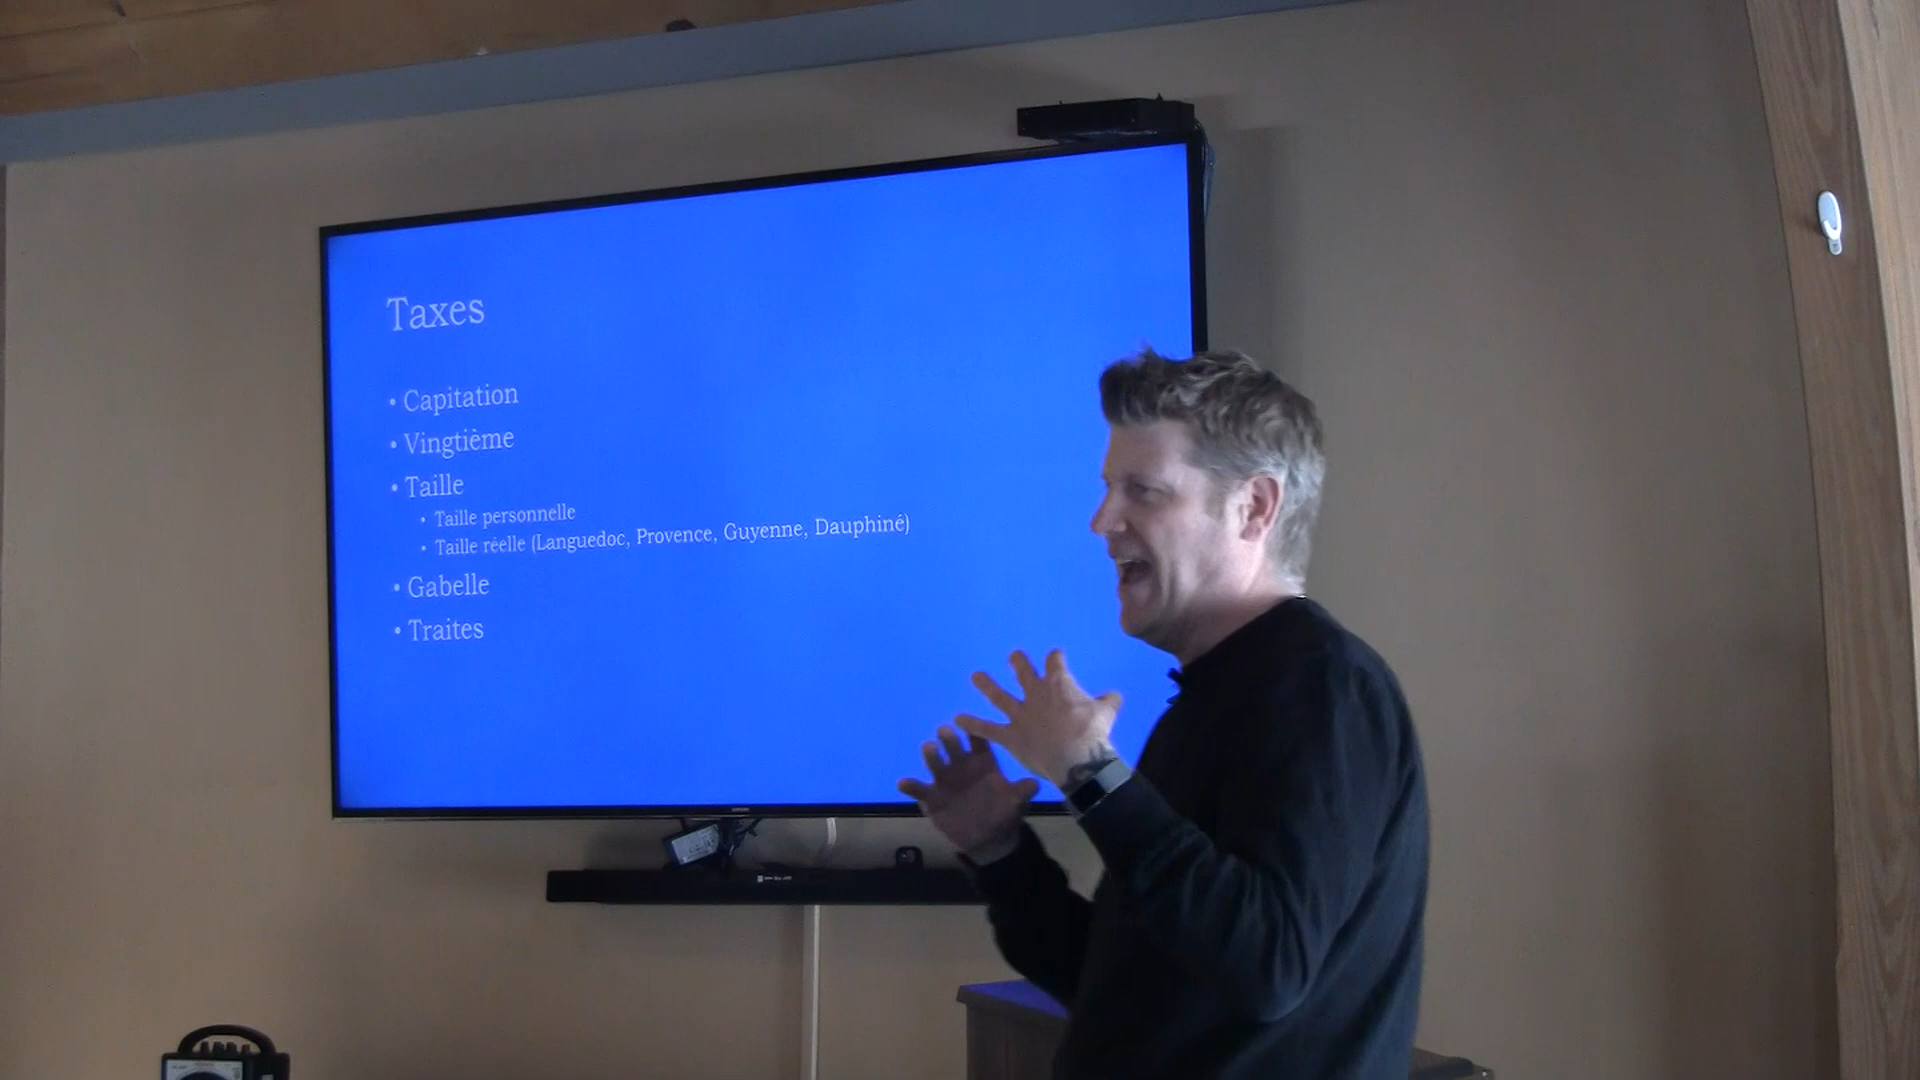 Taxes
• Capitation
• Vingtième
• Taille
• Taille personnelle
• Taille réelle (Languedoc, Provence, Guyenne, Dauphiné)
• Gabelle
• Traites